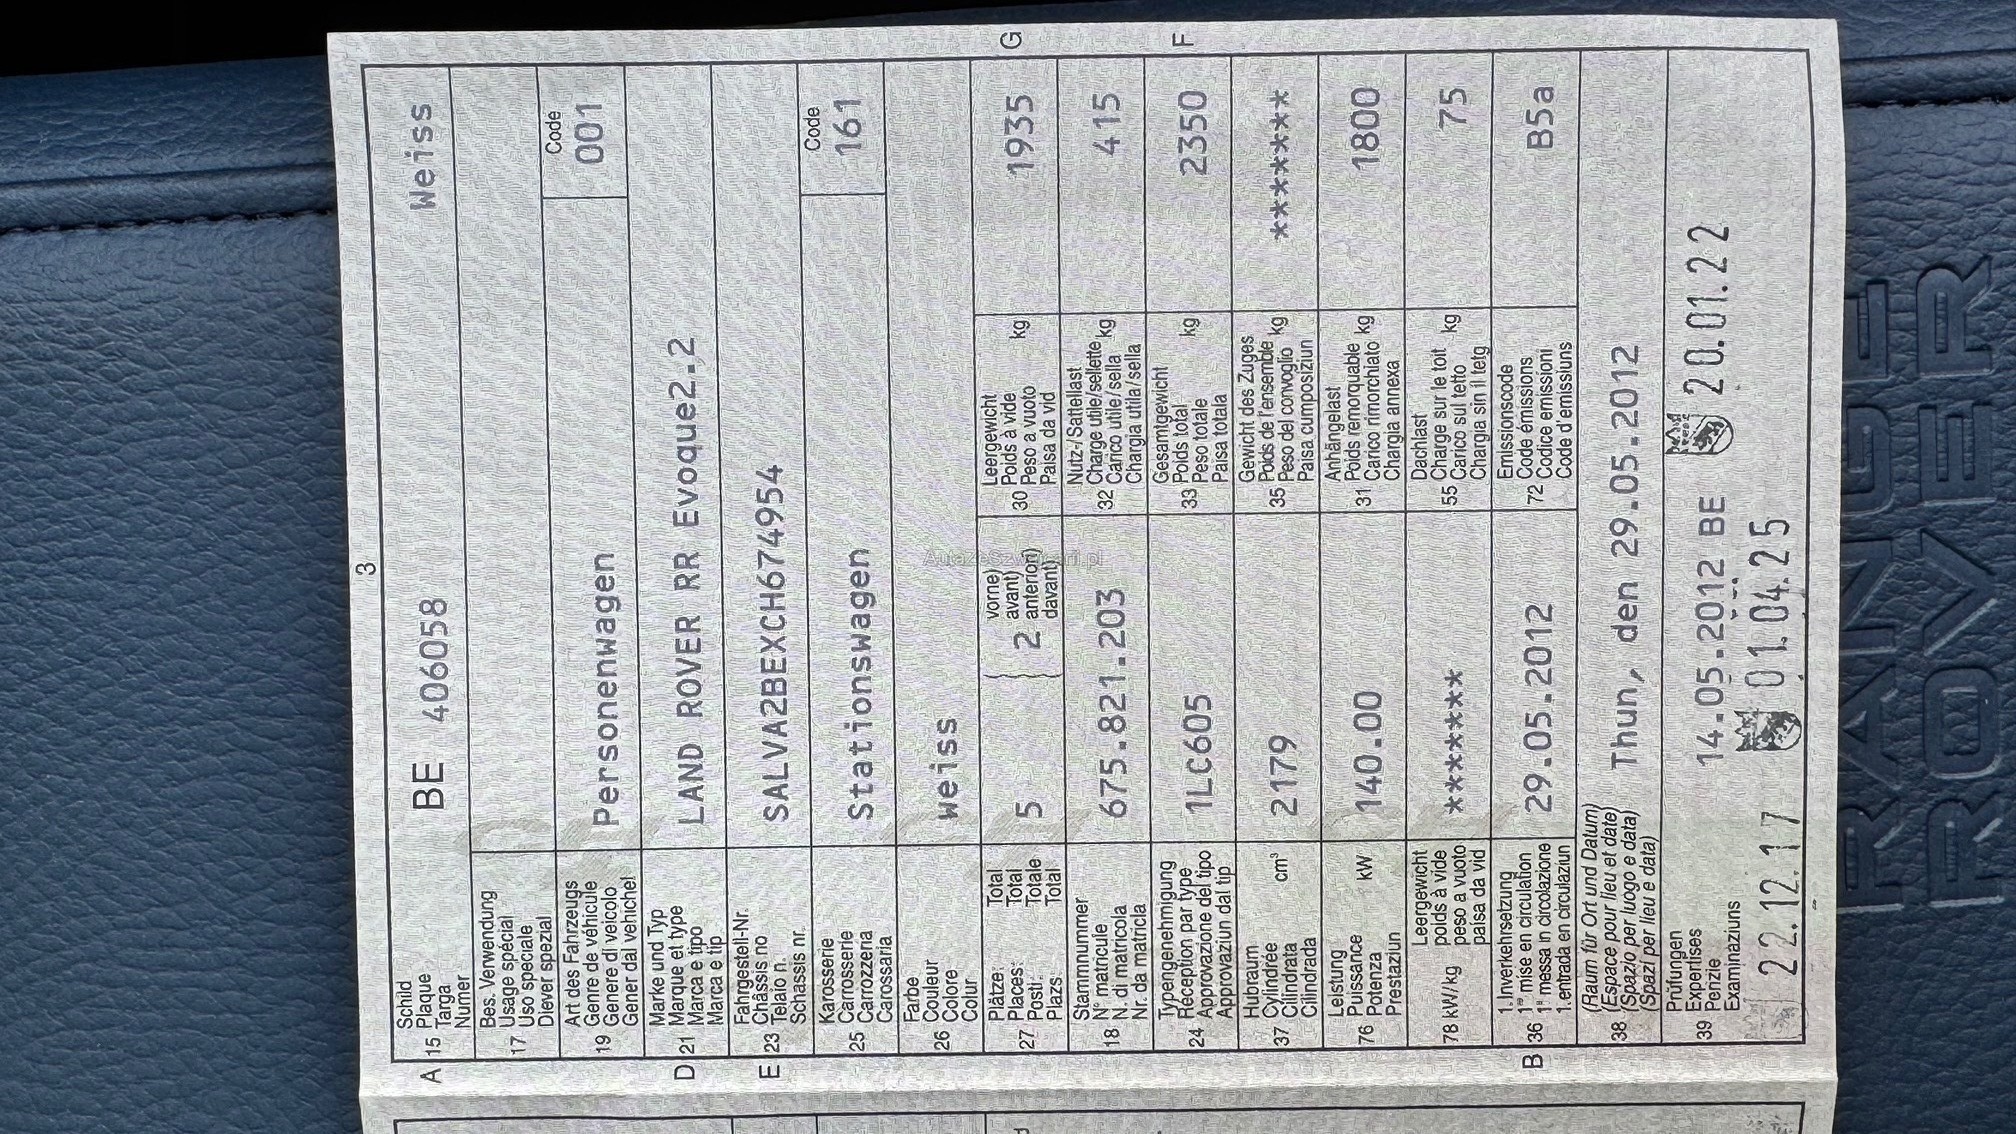 3
A 15 Schild Plaque Targa Numer BE 406058 Weiss
17 Bes. Verwendung Usage spécial Uso speciale Diever spezial
19 Art des Fahrzeugs Genre de véhicule Genere di veicolo Gener dal vehichel Personenwagen Code 001
D 21 Marke und Typ Marque et type Marca e tipo Marca e tip LAND ROVER RR Evoque2.2
E 23 Fahrgestell-Nr. Châssis no Telaio n. Schassis nr. SALVA2BEXCH674954
25 Karosserie Carrosserie Carozzeria Carossaria Stationswagen Code 161
26 Farbe Couleur Colore Colur weiss
27 Plätze: Places: Posti: Plazs Total Total Totale Total 5 2 vorne) avant) anteriori) davant)
30 Leergewicht Poids à vide Peso a vuoto Paisa da vid kg 1935 G
18 Stammnummer N° matricule N. di matricola Nr. da matricla 675.821.203
32 Nutz-/Sattellast Charge utile/sellette Carico utile/sella Chargia utila/sella kg 415
24 Typengenehmigung Réception par type Approvazione del tipo Approvaziun dal tip 1LC605
33 Gesamtgewicht Poids total Peso totale Paisa totala kg 2350 F
37 Hubraum Cylindrée Cilindrata Cilindrada cm³ 2179
35 Gewicht des Zuges Poids de l'ensemble Peso del convoglio Paisa cumposiziun kg *******
76 Leistung Puissance Potenza Prestaziun kW 140.00
31 Anhängelast Poids remorquable Carico rimorchiato Chargia annexa kg 1800
78 kW/kg Leergewicht poids à vide peso a vuoto paisa da vid *******
55 Dachlast Charge sur le toit Carico sul tetto Chargia sin il tetg kg 75
B 36 1. Inverkehrsetzung 1re mise en circulation 1a messa in circolazione 1. entrada en circulaziun 29.05.2012
72 Emissionscode Code émissions Codice emissioni Code d'emissiuns B5a
38 (Raum für Ort und Datum) (Espace pour lieu et date) (Spazio per luogo e data) (Spazi per lieu e data) Thun, den 29.05.2012
39 Prüfungen Expertises Perizie Examinaziuns 14.05.2012 BE 20.01.22
01.04.25
22.12.17
RANGE
ROVER
AutazeSzwajcarii.pl